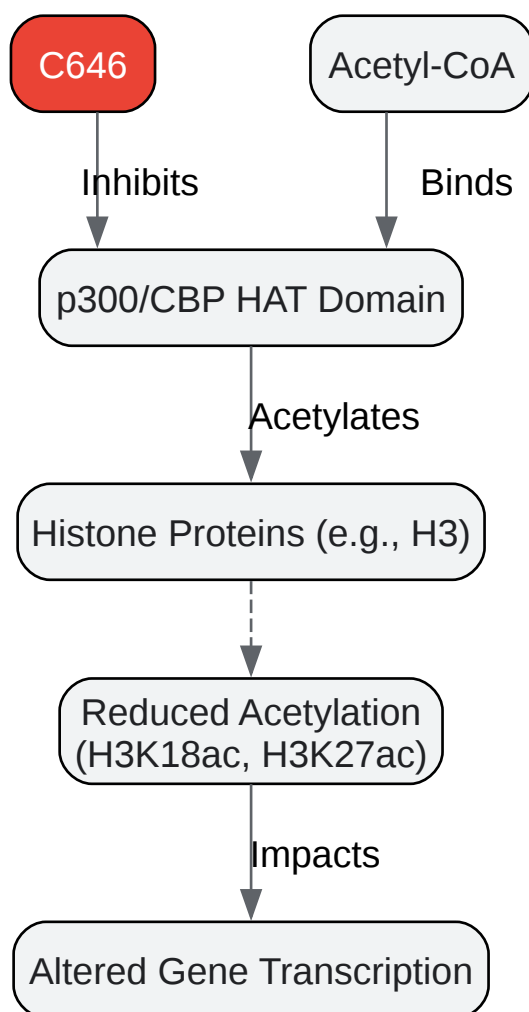 C646
Acetyl-CoA
Inhibits
Binds
p300/CBP HAT Domain
Acetylates
Histone Proteins (e.g., H3)
Reduced Acetylation
(H3K18ac, H3K27ac)
Impacts
Altered Gene Transcription